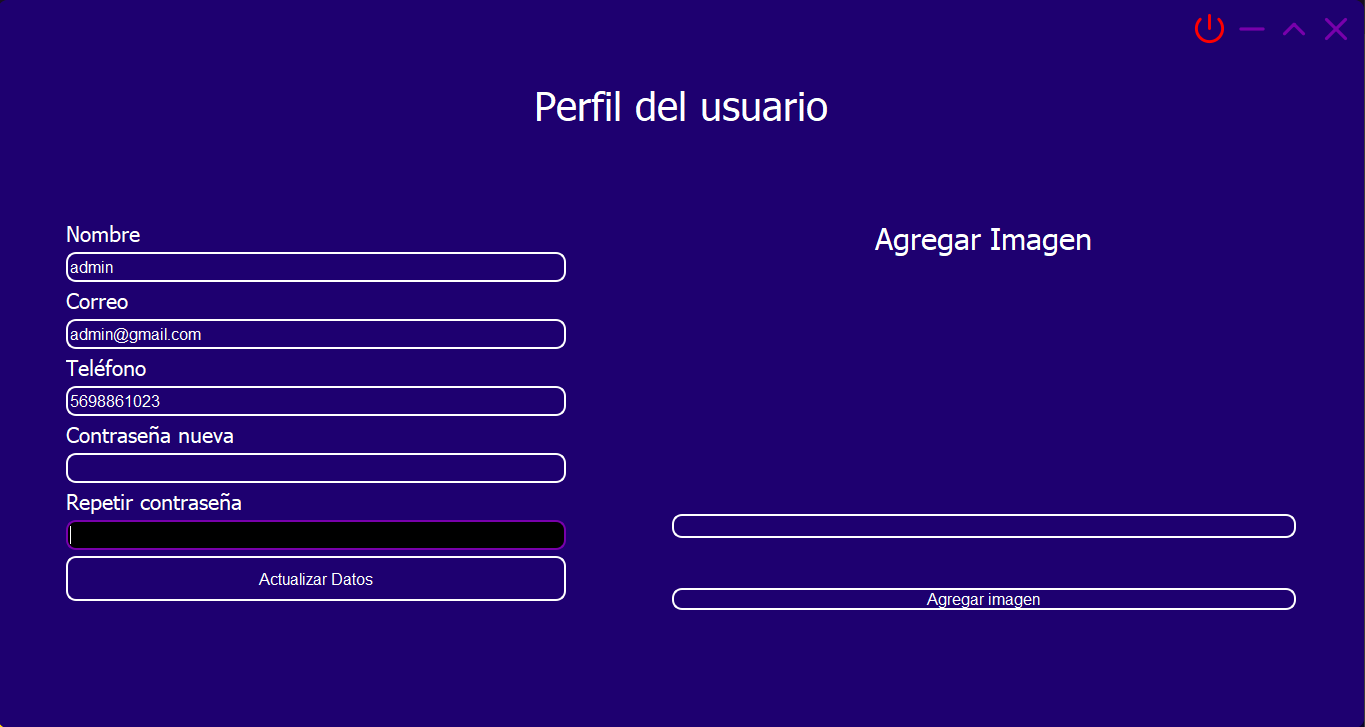 Perfil del usuario
Nombre
admin
Correo
admin@gmail.com
Teléfono
5698861023
Contraseña nueva
Repetir contraseña
Actualizar Datos
Agregar Imagen
Agregar imagen